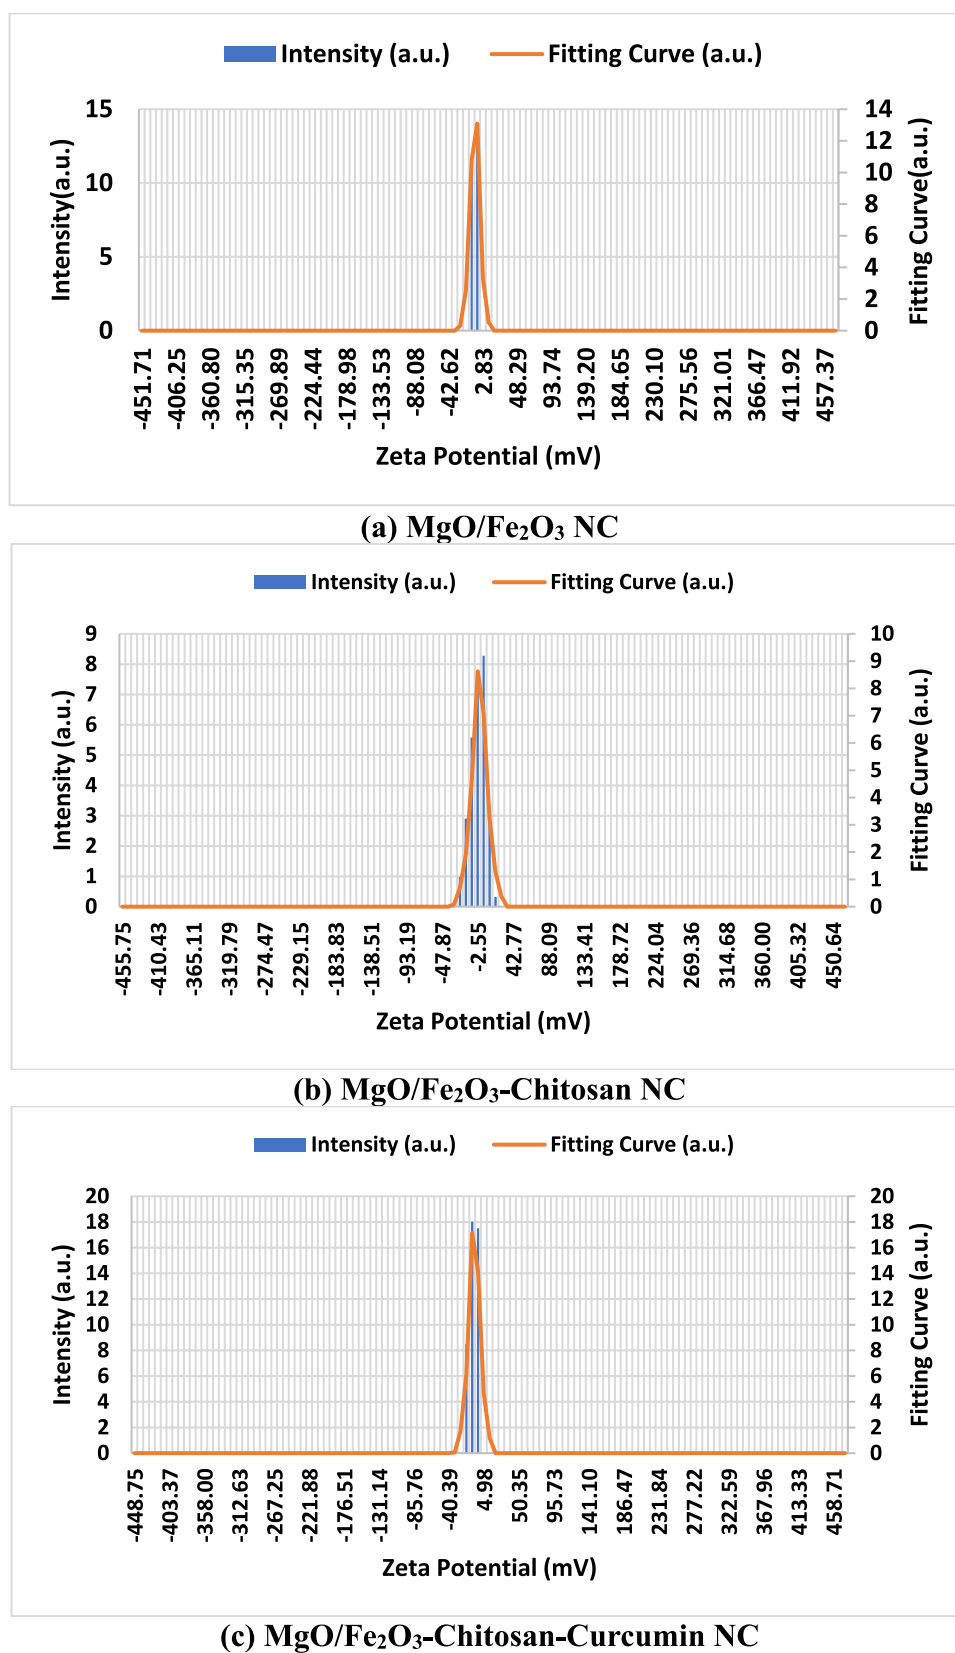 Intensity (a.u.) Fitting Curve (a.u.)
15 14
12
10 10
8
6
5 4
2
0 0
Intensity(a.u.)
Fitting Curve(a.u.)
-451.71 -406.25 -360.80 -315.35 -269.89 -224.44 -178.98 -133.53 -88.08 -42.62 2.83 48.29 93.74 139.20 184.65 230.10 275.56 321.01 366.47 411.92 457.37
Zeta Potential (mV)
(a) MgO/Fe₂O₃ NC
Intensity (a.u.) Fitting Curve (a.u.)
9 10
8 9
7 8
6 7
5 6
4 5
3 4
2 3
1 2
0 1
0
Intensity (a.u.)
Fitting Curve (a.u.)
-455.75 -410.43 -365.11 -319.79 -274.47 -229.15 -183.83 -138.51 -93.19 -47.87 -2.55 42.77 88.09 133.41 178.72 224.04 269.36 314.68 360.00 405.32 450.64
Zeta Potential (mV)
(b) MgO/Fe₂O₃-Chitosan NC
Intensity (a.u.) Fitting Curve (a.u.)
20 20
18 18
16 16
14 14
12 12
10 10
8 8
6 6
4 4
2 2
0 0
Intensity (a.u.)
Fitting Curve (a.u.)
-448.75 -403.37 -358.00 -312.63 -267.25 -221.88 -176.51 -131.14 -85.76 -40.39 4.98 50.35 95.73 141.10 186.47 231.84 277.22 322.59 367.96 413.33 458.71
Zeta Potential (mV)
(c) MgO/Fe₂O₃-Chitosan-Curcumin NC